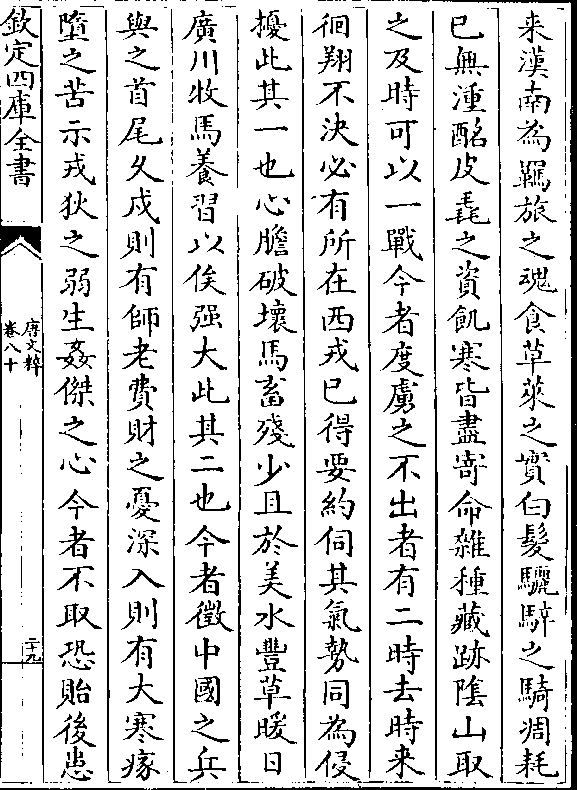 来漢南為羈旅之魂食草萊之實白髮驪騂之騎凋耗
已無湩酪皮毳之資飢寒皆盡寄命雜種藏跡陰山取
之及時可以一戰今者度虜之不出者有二時去時来
徊翔不決必有所在西戎已得要約伺其氣勢同為侵
擾此其一也心膽破壞馬畜殘少且於美水豐草暖日
廣川牧馬養習以俟强大此其二也今者徵中國之兵
與之首尾久戍則有師老費財之憂深入則有大寒瘃
墮之苦示戎狄之弱生姦傑之心今者不取恐貽後患
欽定四庫全書
唐文粹
卷八十
二十九